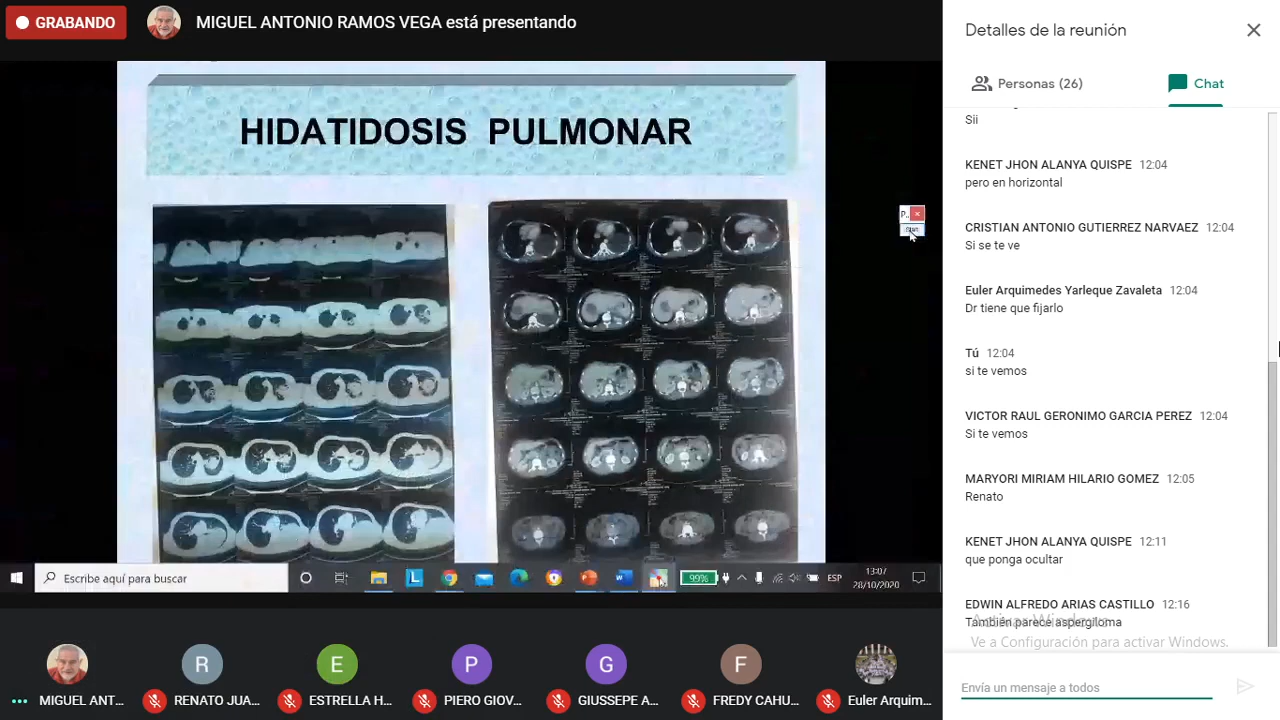 GRABANDO
MIGUEL ANTONIO RAMOS VEGA está presentando
HIDATIDOSIS PULMONAR
Escribe aquí para buscar
99%
ESP
13:07
28/10/2020
MIGUEL ANT...
RENATO JUA...
ESTRELLA H...
PIERO GIOV...
GIUSSEPE A...
FREDY CAHU...
Euler Arquim...
R
E
P
G
F
Detalles de la reunión
Personas (26)
Chat
Sii
KENET JHON ALANYA QUISPE 12:04
pero en horizontal
CRISTIAN ANTONIO GUTIERREZ NARVAEZ 12:04
Si se te ve
Euler Arquimedes Yarleque Zavaleta 12:04
Dr tiene que fijarlo
Tú 12:04
si te vemos
VICTOR RAUL GERONIMO GARCIA PEREZ 12:04
Si te vemos
MARYORI MIRIAM HILARIO GOMEZ 12:05
Renato
KENET JHON ALANYA QUISPE 12:11
que ponga ocultar
EDWIN ALFREDO ARIAS CASTILLO 12:16
También parece aspergiloma
Activar Windows
Ve a Configuración para activar Windows.
Envía un mensaje a todos